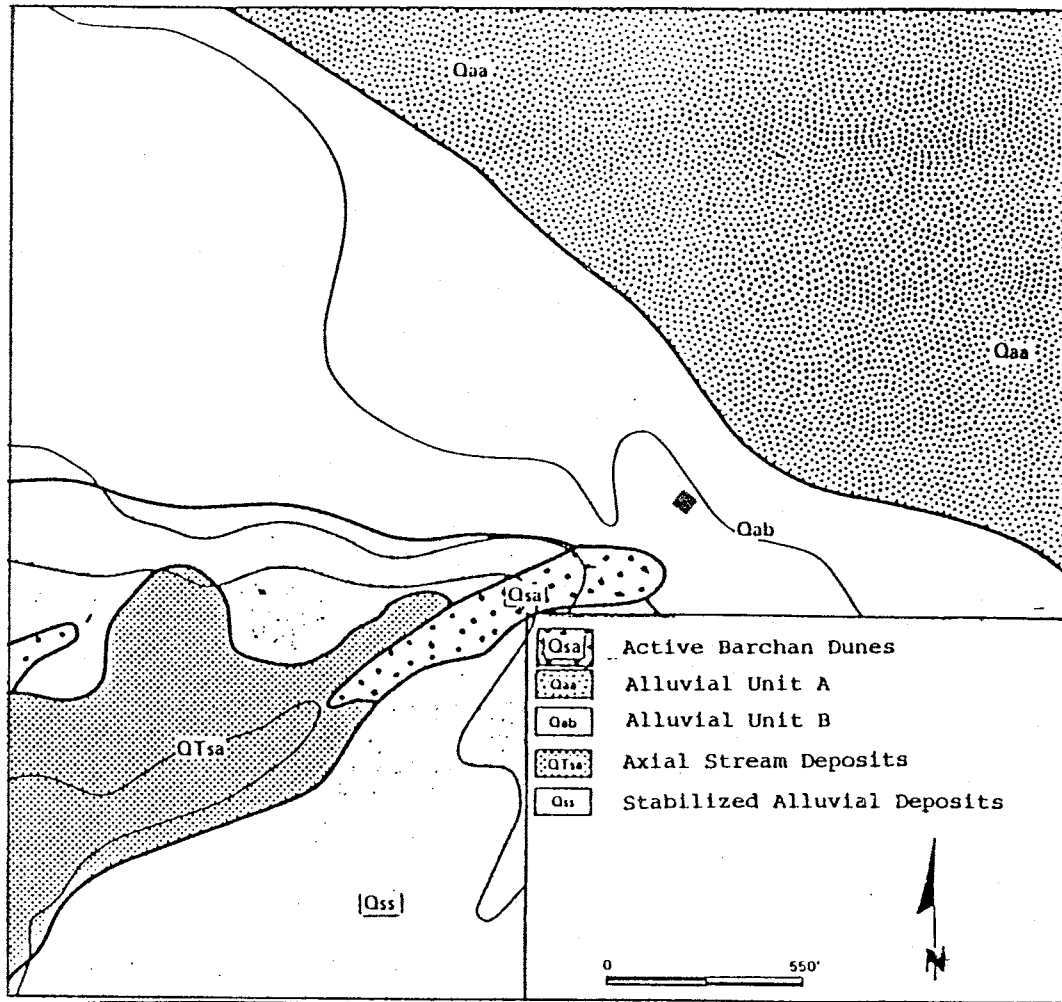 Qaa
Qaa
Qab
Qsa
QTsa
Qss
Qsa Active Barchan Dunes
Qaa Alluvial Unit A
Qab Alluvial Unit B
QTsa Axial Stream Deposits
Qss Stabilized Alluvial Deposits
0 550'
N